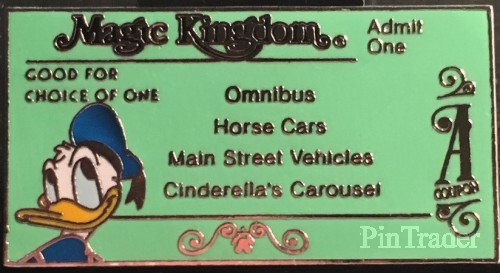 Magic Kingdom®
Admit
One
GOOD FOR
CHOICE OF ONE
Omnibus
Horse Cars
Main Street Vehicles
Cinderella's Carousel
A
COUPON
PinTrader